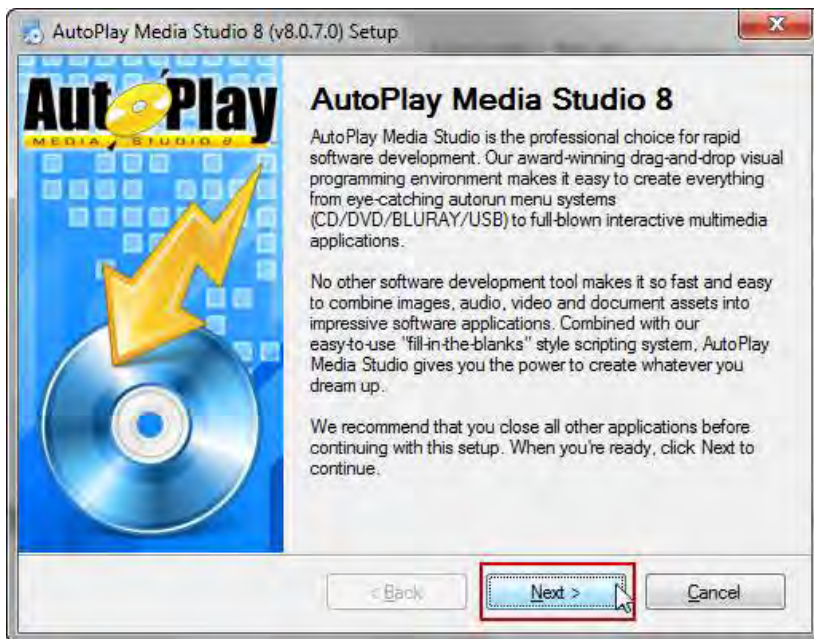 AutoPlay Media Studio 8 (v8.0.7.0) Setup
AutoPlay
MEDIA STUDIO 8
AutoPlay Media Studio 8
AutoPlay Media Studio is the professional choice for rapid
software development. Our award-winning drag-and-drop visual
programming environment makes it easy to create everything
from eye-catching autorun menu systems
(CD/DVD/BLURAY/USB) to full-blown interactive multimedia
applications.
No other software development tool makes it so fast and easy
to combine images, audio, video and document assets into
impressive software applications. Combined with our
easy-to-use "fill-in-the-blanks" style scripting system, AutoPlay
Media Studio gives you the power to create whatever you
dream up.
We recommend that you close all other applications before
continuing with this setup. When you're ready, click Next to
continue.
< Back
Next >
Cancel